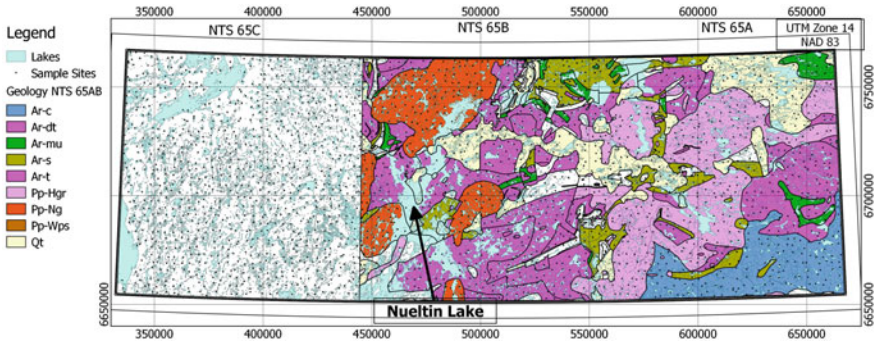 350000 400000 450000 500000 550000 600000 650000
Legend
NTS 65C NTS 65B NTS 65A UTM Zone 14
NAD 83
Lakes
Sample Sites
Geology NTS 65AB
Ar-c
Ar-dt
Ar-mu
Ar-s
Ar-t
Pp-Hgr
Pp-Ng
Pp-Wps
Qt
6750000
6700000
6650000 6650000
Nueltin Lake
350000 400000 450000 500000 550000 600000 650000